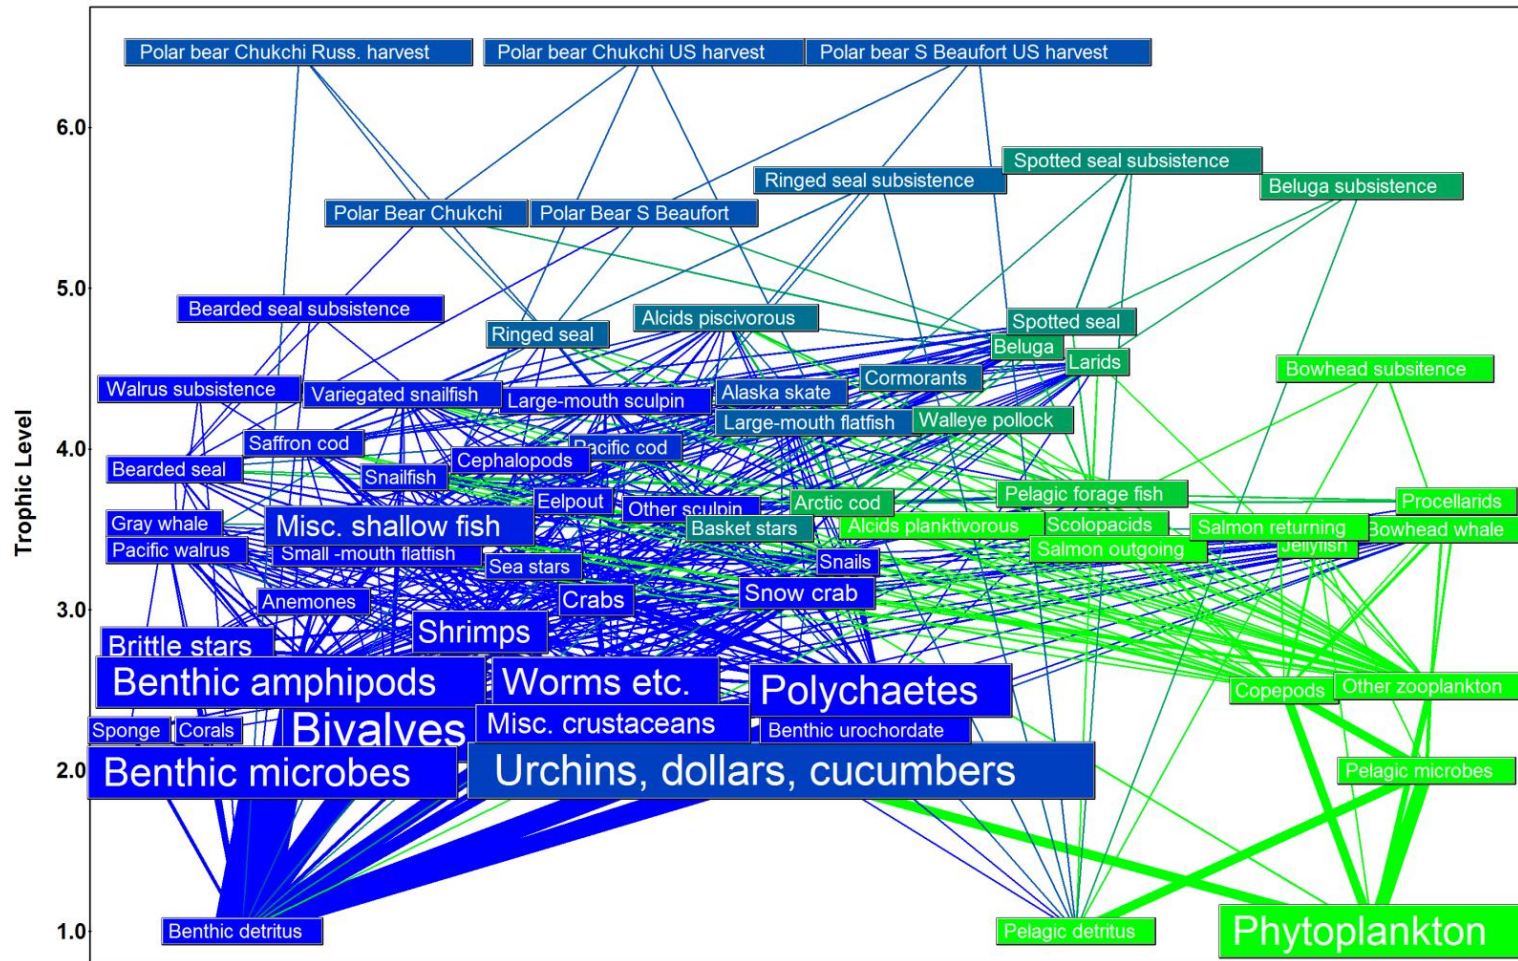 Polar bear Chukchi Russ. harvest
Polar bear Chukchi US harvest
Polar bear S Beaufort US harvest
6.0
Spotted seal subsistence
Ringed seal subsistence
Beluga subsistence
Polar Bear Chukchi
Polar Bear S Beaufort
5.0
Bearded seal subsistence
Alcids piscivorous
Spotted seal
Ringed seal
Beluga
Larids
Bowhead subsitence
Walrus subsistence
Variegated snailfish
Large-mouth sculpin
Alaska skate
Cormorants
Large-mouth flatfish
Walleye pollock
Saffron cod
Pacific cod
4.0
Cephalopods
Bearded seal
Snailfish
Eelpout
Other sculpin
Arctic cod
Pelagic forage fish
Procellarids
Trophic Level
Gray whale
Misc. shallow fish
Basket stars
Alcids planktivorous
Scolopacids
Salmon returning
Bowhead whale
Pacific walrus
Small -mouth flatfish
Salmon outgoing
Jellyfish
Sea stars
Snails
Anemones
Crabs
Snow crab
3.0
Brittle stars
Shrimps
Benthic amphipods
Worms etc.
Polychaetes
Copepods
Other zooplankton
Sponge
Corals
Bivalves
Misc. crustaceans
Benthic urochordate
2.0
Benthic microbes
Urchins, dollars, cucumbers
Pelagic microbes
1.0
Benthic detritus
Pelagic detritus
Phytoplankton